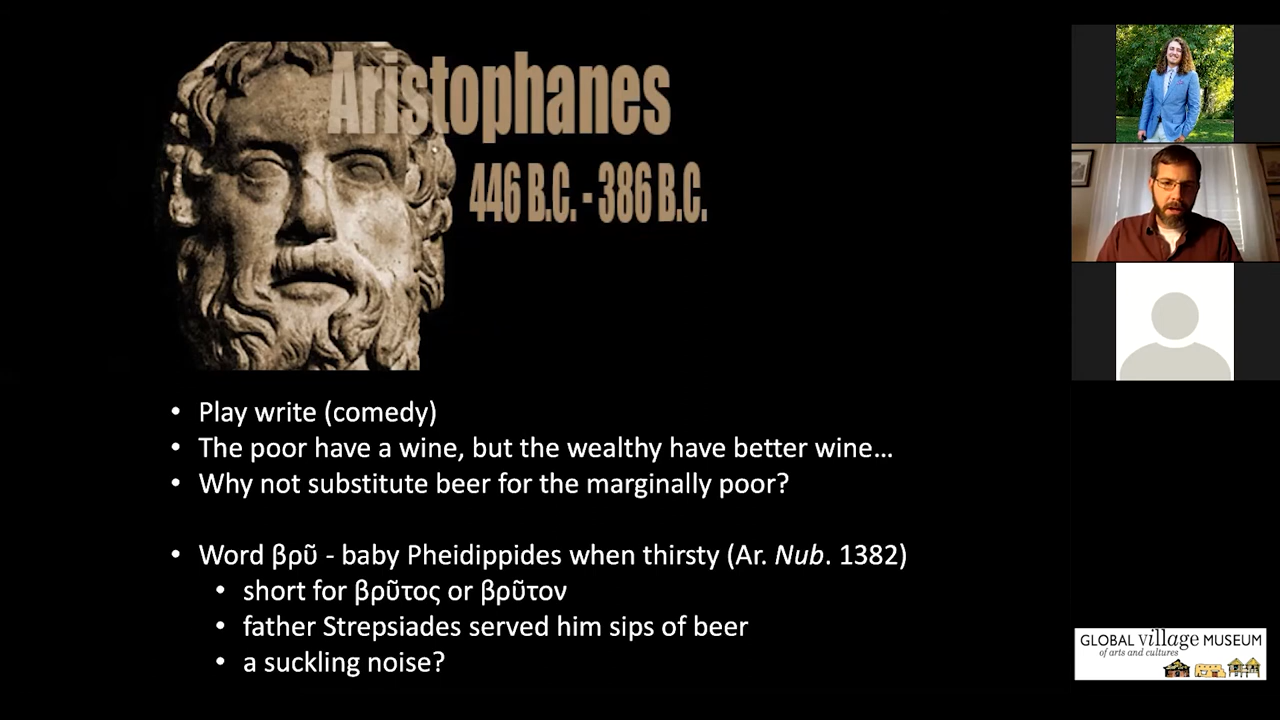 Aristophanes
446 B.C. - 386 B.C.
• Play write (comedy)
• The poor have a wine, but the wealthy have better wine…
• Why not substitute beer for the marginally poor?
• Word βρῦ - baby Pheidippides when thirsty (Ar. Nub. 1382)
• short for βρῦτος or βρῦτον
• father Strepsiades served him sips of beer
• a suckling noise?
GLOBAL village MUSEUM
of arts and cultures